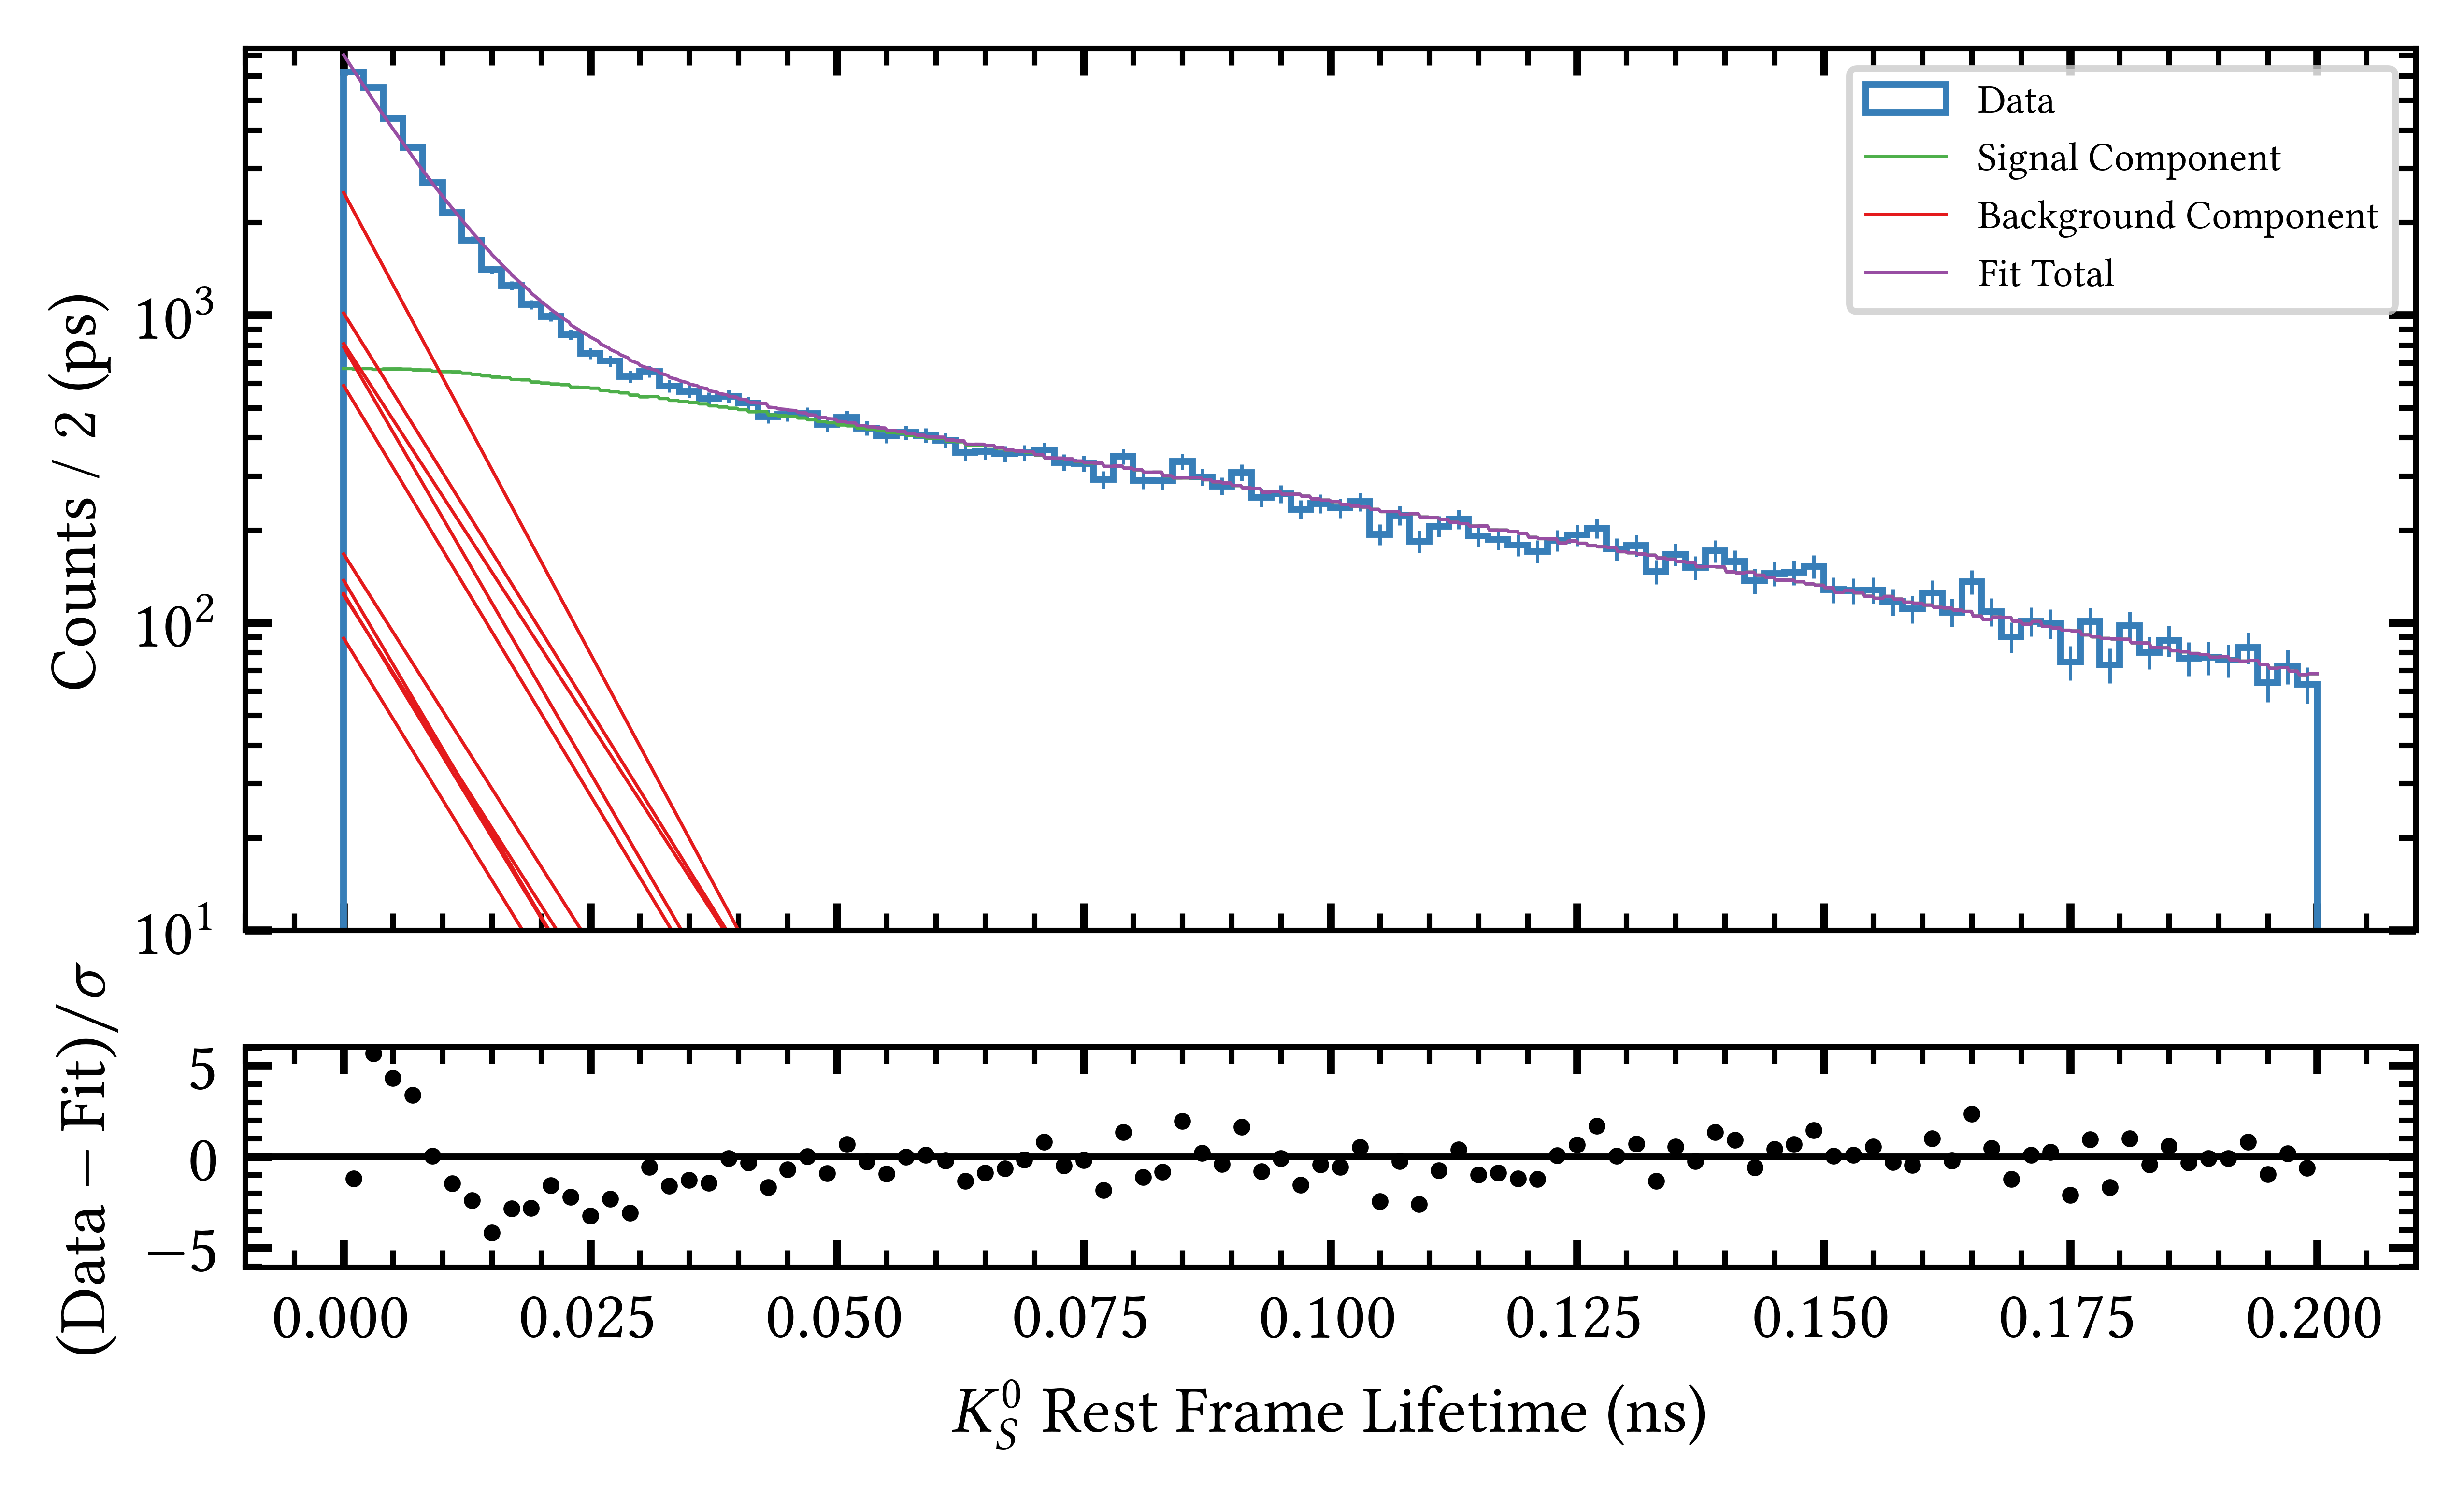 Counts / 2 (ps)
10³
10²
10¹
Data
Signal Component
Background Component
Fit Total
(Data − Fit)/σ
5
0
−5
0.000 0.025 0.050 0.075 0.100 0.125 0.150 0.175 0.200
K⁰_S Rest Frame Lifetime (ns)